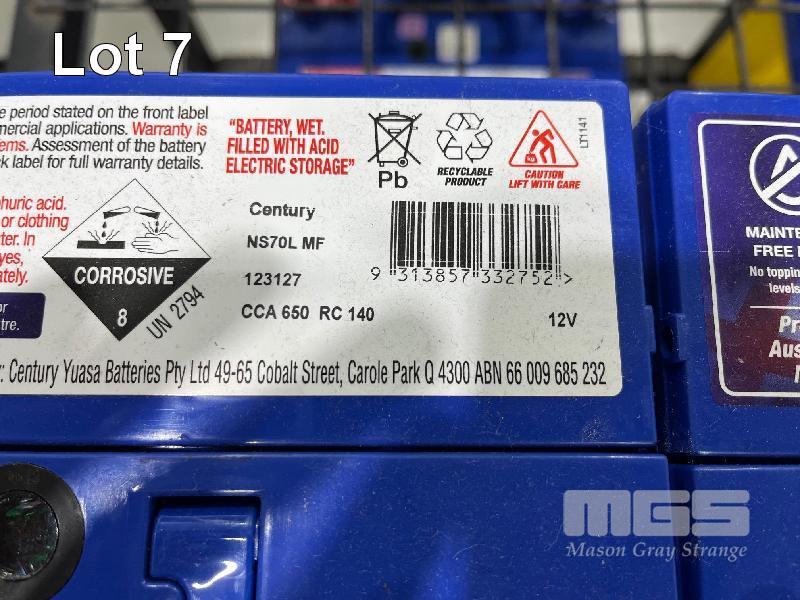 Lot 7
e period stated on the front label
mercial applications. Warranty is
ems. Assessment of the battery
k label for full warranty details.
"BATTERY, WET.
FILLED WITH ACID
ELECTRIC STORAGE"
Pb
RECYCLABLE
PRODUCT
CAUTION
LIFT WITH CARE
LT1141
huric acid.
or clothing
ter. In
yes,
ately.
or
tre.
CORROSIVE
8
UN 2794
Century
NS70L MF
123127
CCA 650 RC 140
9 313857 332752 >
12V
: Century Yuasa Batteries Pty Ltd 49-65 Cobalt Street, Carole Park Q 4300 ABN 66 009 685 232
MAINTE
FREE
No toppin
levels
Pr
Aus
MGS
Mason Gray Strange